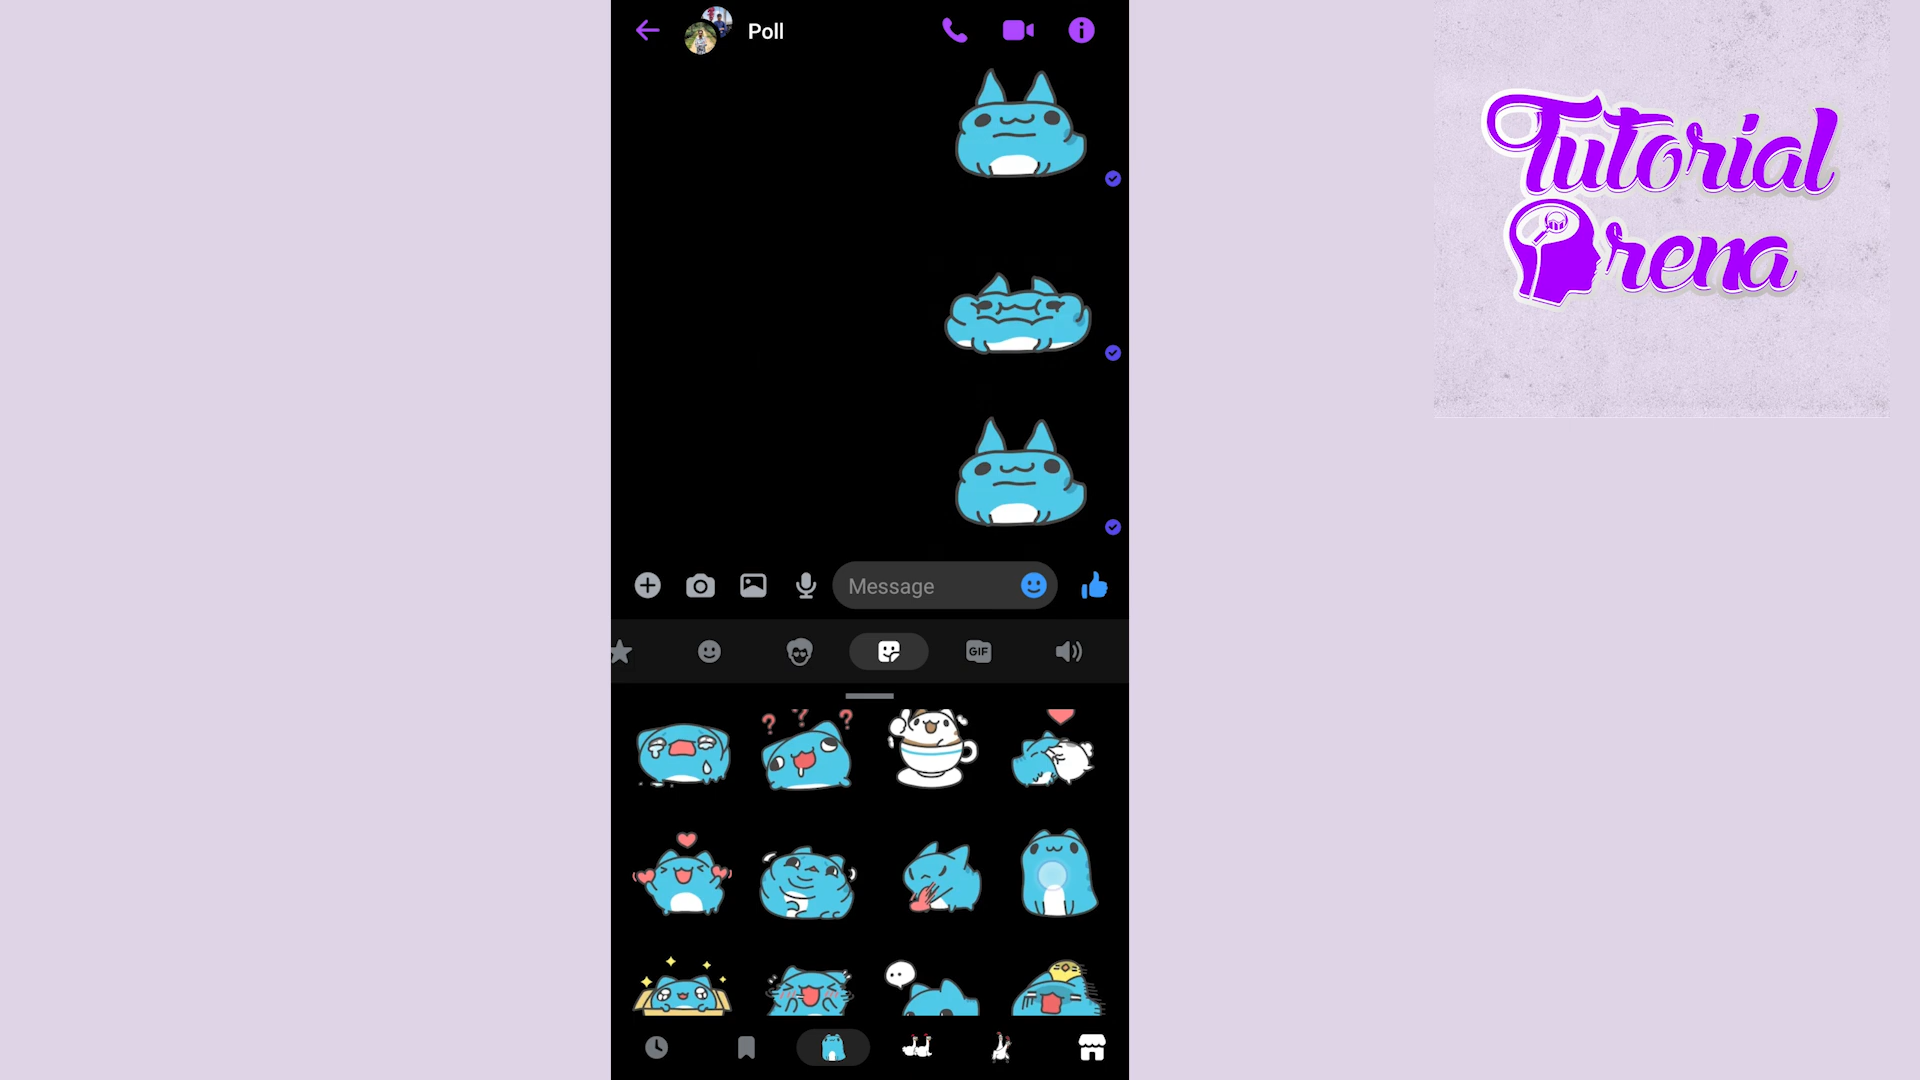 Poll
Tutorial
Arena
? ? ?
Message
GIF